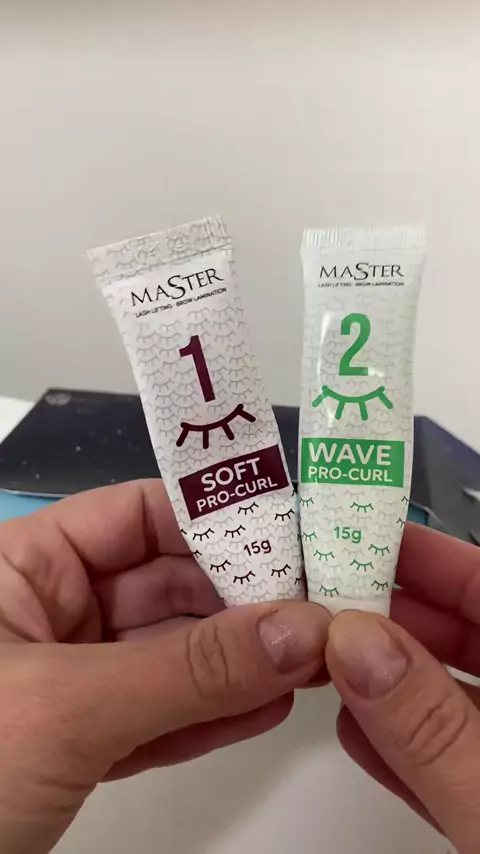 MASTER
LASH LIFTING · BROW LAMINATION
1
SOFT
PRO-CURL
15g
MASTER
LASH LIFTING · BROW LAMINATION
2
WAVE
PRO-CURL
15g